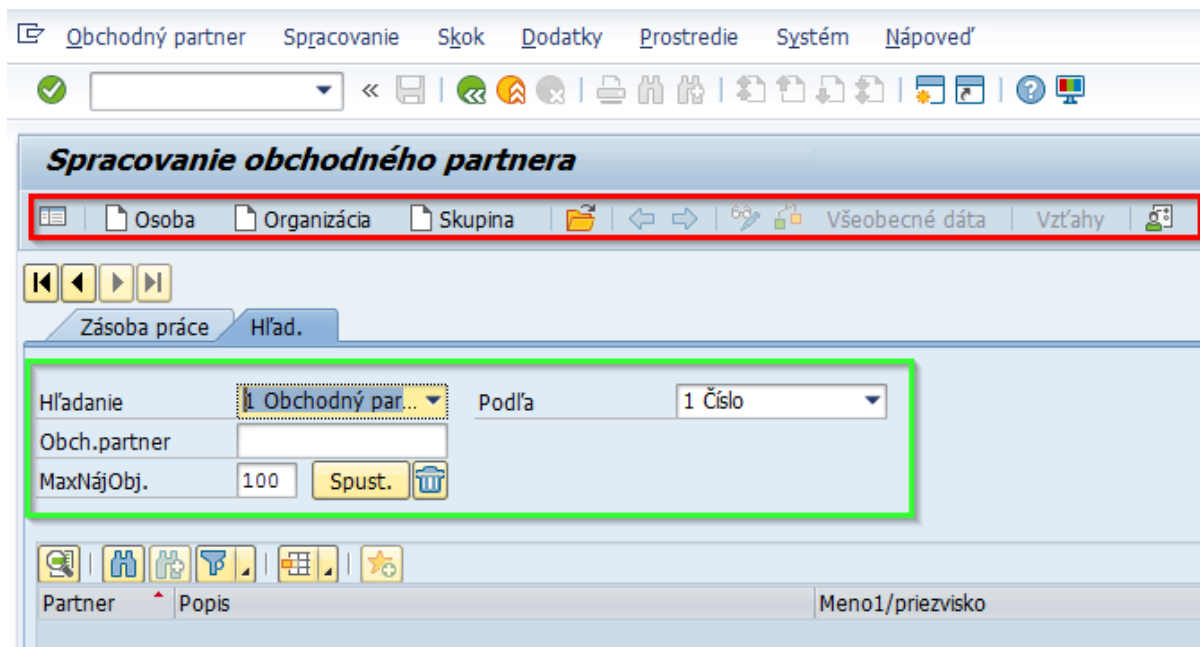 Obchodný partner Spracovanie Skok Dodatky Prostredie Systém Nápoveď
Spracovanie obchodného partnera
Osoba Organizácia Skupina Všeobecné dáta Vzťahy
Zásoba práce Hľad.
Hľadanie 1 Obchodný par... Podľa 1 Číslo
Obch.partner
MaxNájObj. 100 Spust.
Partner Popis Meno1/priezvisko